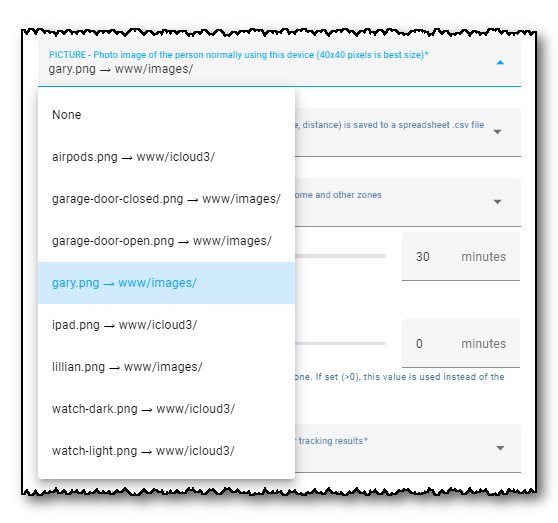 PICTURE - Photo image of the person normally using this device (40x40 pixels is best size)*
gary.png → www/images/
None
e, distance) is saved to a spreadsheet .csv file
airpods.png → www/icloud3/
garage-door-closed.png → www/images/
ome and other zones
garage-door-open.png → www/images/
30 minutes
gary.png → www/images/
ipad.png → www/icloud3/
0 minutes
lillian.png → www/images/
one. If set (>0), this value is used instead of the
watch-dark.png → www/icloud3/
tracking results*
watch-light.png → www/icloud3/